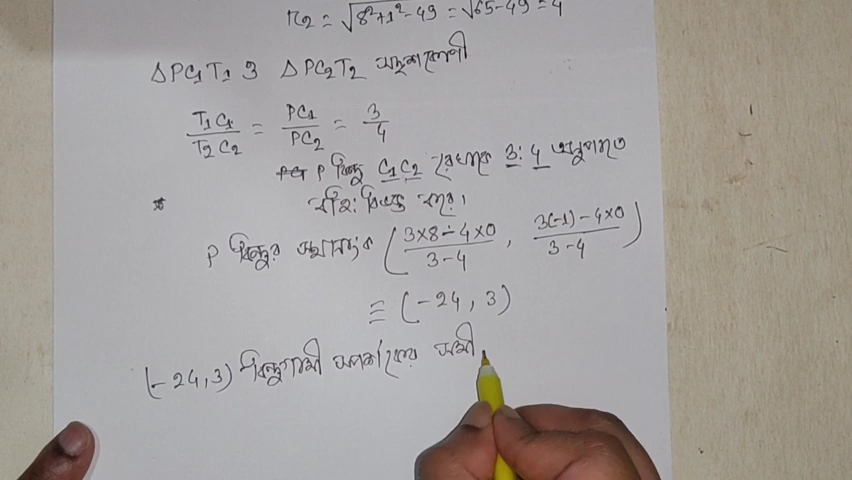 r₂ = √8²+1²-49 = √65-49 = 4
ΔPC₁T₁ ও ΔPC₂T₂ সদৃশকোণী
T₁C₁/T₂C₂ = PC₁/PC₂ = 3/4
P বিন্দু C₁C₂ রেখাকে 3:4 অনুপাতে
বহি: বিভক্ত করে।
P বিন্দুর স্থানাংক ( (3×8-4×0)/(3-4) , (3(-1)-4×0)/(3-4) )
≡ (-24, 3)
(-24,3) বিন্দুগামী স্পর্শকের সমী